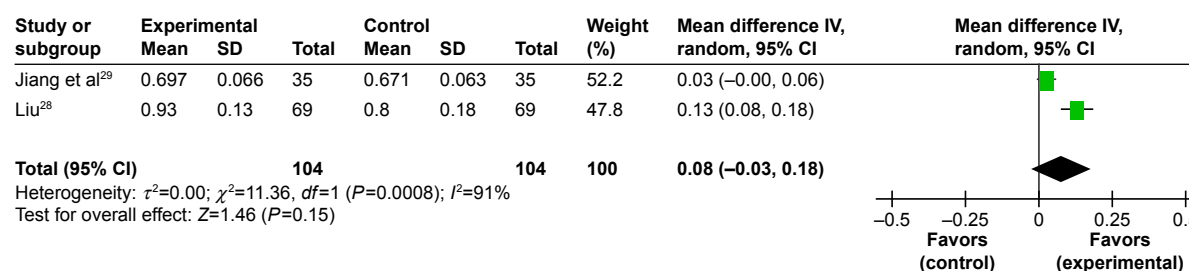 Study or Experimental Control Weight Mean difference IV, Mean difference IV,
subgroup Mean SD Total Mean SD Total (%) random, 95% CI random, 95% CI
Jiang et al²⁹ 0.697 0.066 35 0.671 0.063 35 52.2 0.03 (–0.00, 0.06)
Liu²⁸ 0.93 0.13 69 0.8 0.18 69 47.8 0.13 (0.08, 0.18)
Total (95% CI) 104 104 100 0.08 (–0.03, 0.18)
Heterogeneity: τ²=0.00; χ²=11.36, df=1 (P=0.0008); I²=91%
Test for overall effect: Z=1.46 (P=0.15)
–0.5 –0.25 0 0.25
Favors Favors
(control) (experimental)